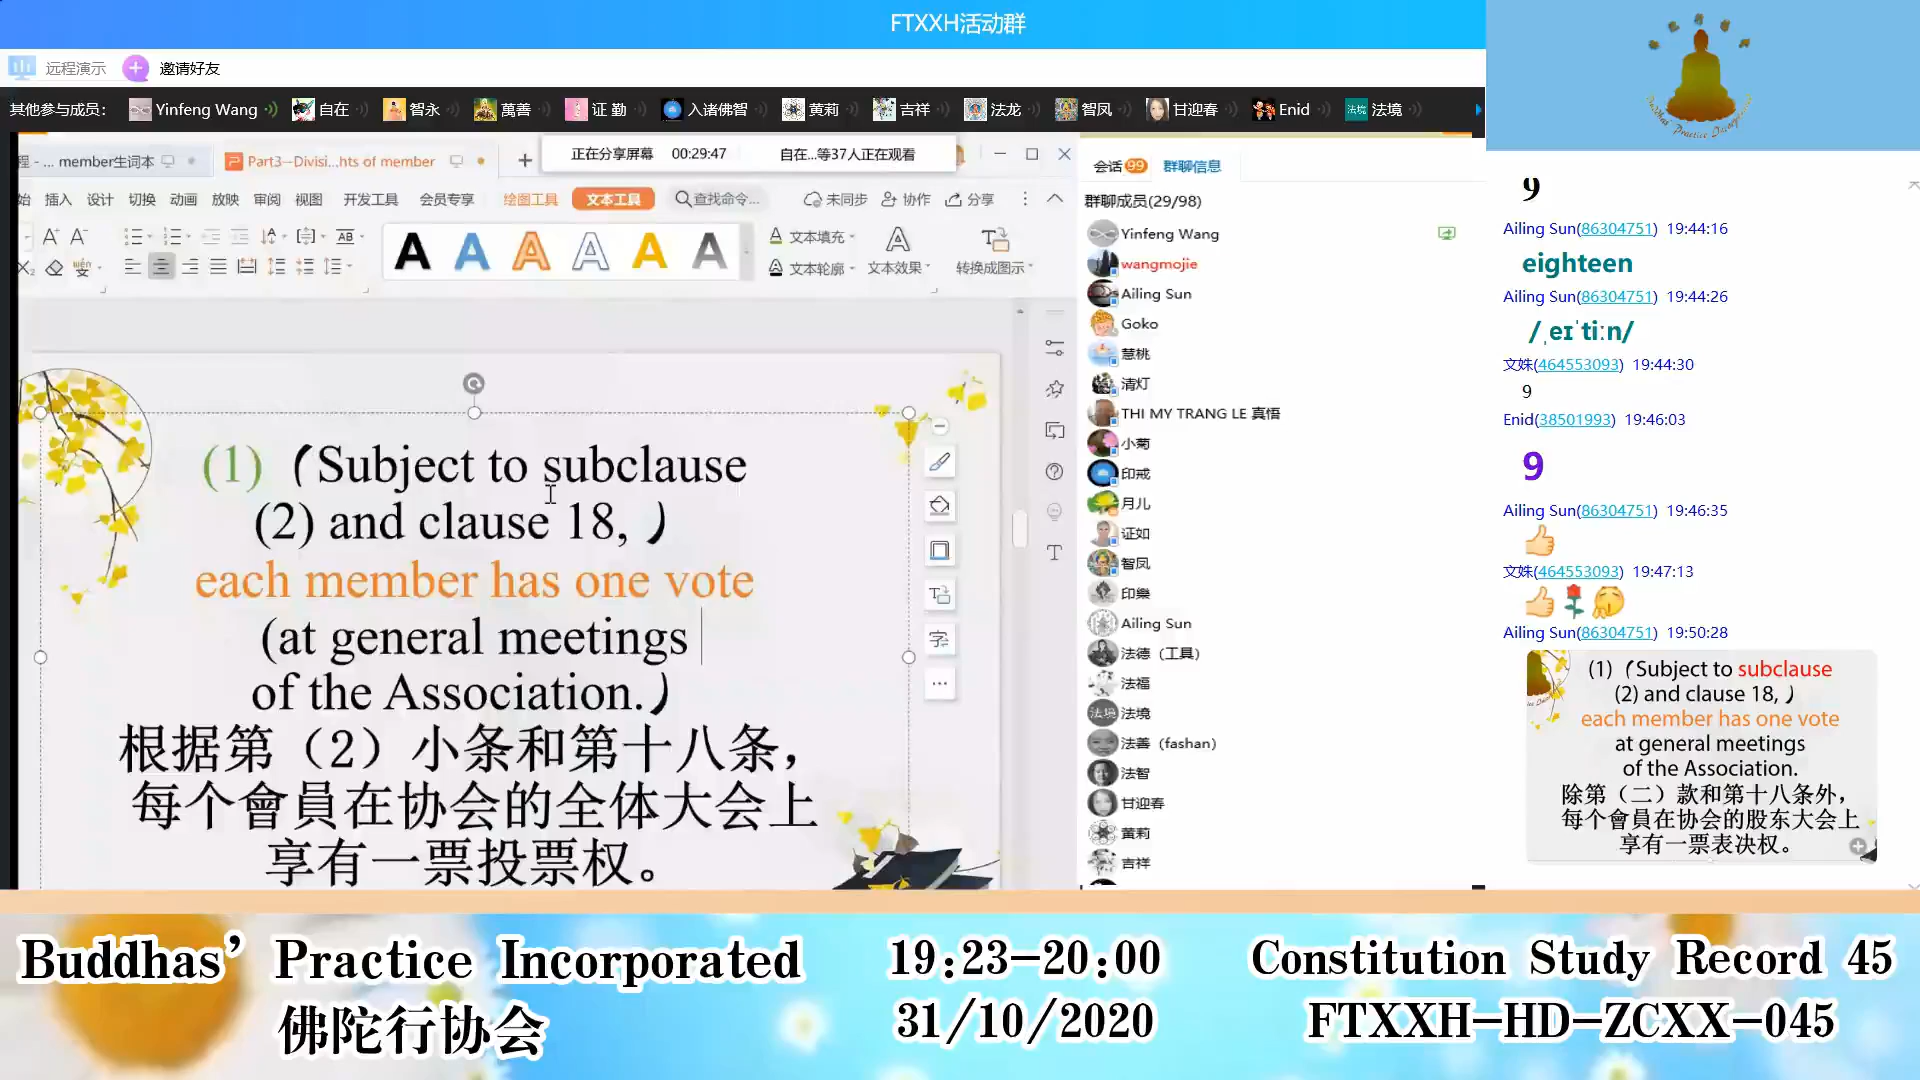 FTXXH活动群
远程演示
邀请好友
其他参与成员：
Yinfeng Wang
自在
智永
萬善
证 勤
入诸佛智
黄莉
吉祥
法龙
智凤
甘迎春
Enid
法境
member生词本
Part3—Divisi...hts of member
正在分享屏幕 00:29:47 自在...等37人正在观看
插入 设计 切换 动画 放映 审阅 视图 开发工具 会员专享 绘图工具 文本工具 查找命令... 未同步 协作 分享
文本填充
文本轮廓
文本效果
转换成图示
(1)（Subject to subclause
(2) and clause 18, ）
each member has one vote
(at general meetings
of the Association.）
根据第（2）小条和第十八条，
每个會員在协会的全体大会上
享有一票投票权。
会话 99 群聊信息
群聊成员(29/98)
Yinfeng Wang
wangmojie
Ailing Sun
Goko
慧桃
清灯
THI MY TRANG LE 真悟
小菊
印戒
月儿
证如
智凤
印樂
Ailing Sun
法德（工具）
法福
法境
法善（fashan）
法智
甘迎春
黄莉
吉祥
9
Ailing Sun(86304751) 19:44:16
eighteen
Ailing Sun(86304751) 19:44:26
/ˌeɪˈtiːn/
文姝(464553093) 19:44:30
9
Enid(38501993) 19:46:03
9
Ailing Sun(86304751) 19:46:35
文姝(464553093) 19:47:13
Ailing Sun(86304751) 19:50:28
(1)（Subject to subclause
(2) and clause 18, ）
each member has one vote
at general meetings
of the Association.
除第（二）款和第十八条外，
每个會員在协会的股东大会上
享有一票表决权。
Buddhas’ Practice Incorporated
佛陀行协会
19:23—20:00
31/10/2020
Constitution Study Record 45
FTXXH—HD—ZCXX—045